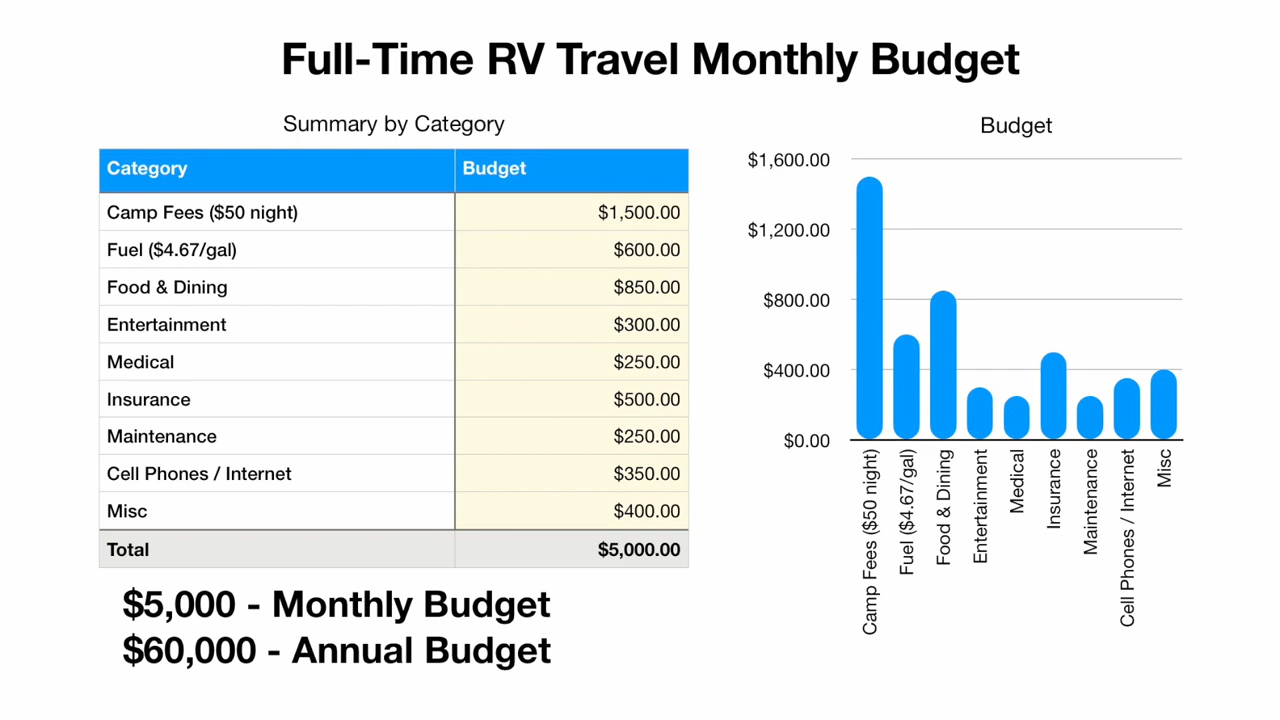 Full-Time RV Travel Monthly Budget
Summary by Category
Category Budget
Camp Fees ($50 night) $1,500.00
Fuel ($4.67/gal) $600.00
Food & Dining $850.00
Entertainment $300.00
Medical $250.00
Insurance $500.00
Maintenance $250.00
Cell Phones / Internet $350.00
Misc $400.00
Total $5,000.00
$5,000 - Monthly Budget
$60,000 - Annual Budget
Budget
$1,600.00
$1,200.00
$800.00
$400.00
$0.00
Camp Fees ($50 night)
Fuel ($4.67/gal)
Food & Dining
Entertainment
Medical
Insurance
Maintenance
Cell Phones / Internet
Misc